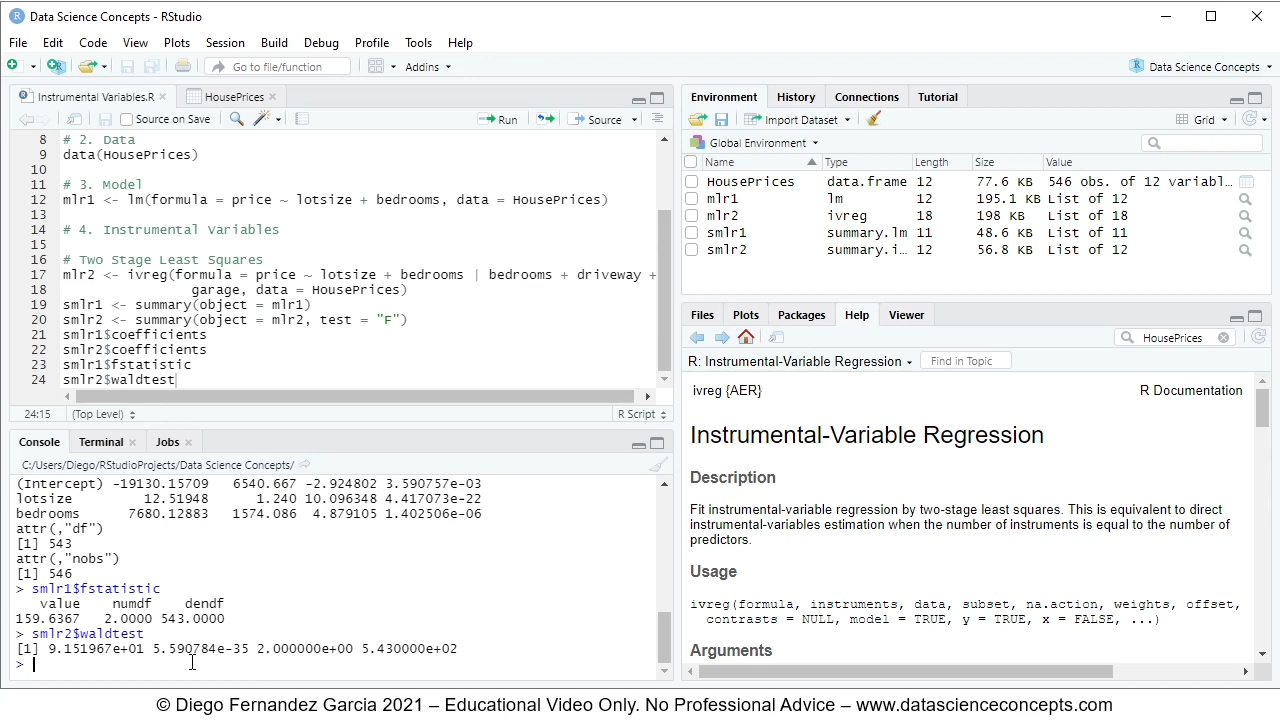 Data Science Concepts - RStudio
File Edit Code View Plots Session Build Debug Profile Tools Help
Go to file/function Addins Data Science Concepts
Instrumental Variables.R HousePrices
Source on Save Run Source
8 # 2. Data
9 data(HousePrices)
10
11 # 3. Model
12 mlr1 <- lm(formula = price ~ lotsize + bedrooms, data = HousePrices)
13
14 # 4. Instrumental Variables
15
16 # Two Stage Least Squares
17 mlr2 <- ivreg(formula = price ~ lotsize + bedrooms | bedrooms + driveway +
18 garage, data = HousePrices)
19 smlr1 <- summary(object = mlr1)
20 smlr2 <- summary(object = mlr2, test = "F")
21 smlr1$coefficients
22 smlr2$coefficients
23 smlr1$fstatistic
24 smlr2$waldtest
24:15 (Top Level) R Script
Console Terminal Jobs
C:/Users/Diego/RStudioProjects/Data Science Concepts/
(Intercept) -19130.15709 6540.667 -2.924802 3.590757e-03
lotsize 12.51948 1.240 10.096348 4.417073e-22
bedrooms 7680.12883 1574.086 4.879105 1.402506e-06
attr(,"df")
[1] 543
attr(,"nobs")
[1] 546
> smlr1$fstatistic
value numdf dendf
159.6367 2.0000 543.0000
> smlr2$waldtest
[1] 9.151967e+01 5.590784e-35 2.000000e+00 5.430000e+02
>
Environment History Connections Tutorial
Import Dataset Grid
Global Environment
Name Type Length Size Value
HousePrices data.frame 12 77.6 KB 546 obs. of 12 variabl...
mlr1 lm 12 195.1 KB List of 12
mlr2 ivreg 18 198 KB List of 18
smlr1 summary.lm 11 48.6 KB List of 11
smlr2 summary.i... 12 56.8 KB List of 12
Files Plots Packages Help Viewer
HousePrices
R: Instrumental-Variable Regression Find in Topic
ivreg {AER} R Documentation
Instrumental-Variable Regression
Description
Fit instrumental-variable regression by two-stage least squares. This is equivalent to direct
instrumental-variables estimation when the number of instruments is equal to the number of
predictors.
Usage
ivreg(formula, instruments, data, subset, na.action, weights, offset,
contrasts = NULL, model = TRUE, y = TRUE, x = FALSE, ...)
Arguments
© Diego Fernandez Garcia 2021 – Educational Video Only. No Professional Advice – www.datascienceconcepts.com